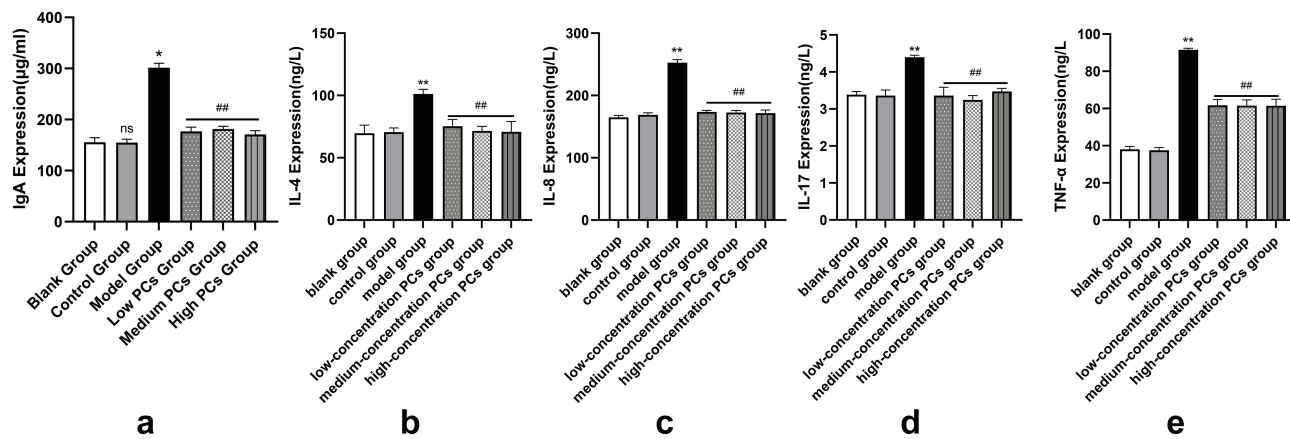 IgA Expression(μg/ml)
400
300
200
100
0
ns
*
##
Blank Group
Control Group
Model Group
Low PCs Group
Medium PCs Group
High PCs Group
a
IL-4 Expression(ng/L)
150
100
50
0
**
##
blank group
control group
model group
low-concentration PCs group
medium-concentration PCs group
high-concentration PCs group
b
IL-8 Expression(ng/L)
300
200
100
0
**
##
blank group
control group
model group
low-concentration PCs group
medium-concentration PCs group
high-concentration PCs group
c
IL-17 Expression(ng/L)
5
4
3
2
1
0
**
##
blank group
control group
model group
low-concentration PCs group
medium-concentration PCs group
high-concentration PCs group
d
TNF-α Expression(ng/L
100
80
60
40
20
0
**
##
blank group
control group
model group
low-concentration PCs group
medium-concentration PCs group
high-concentration PCs group
e